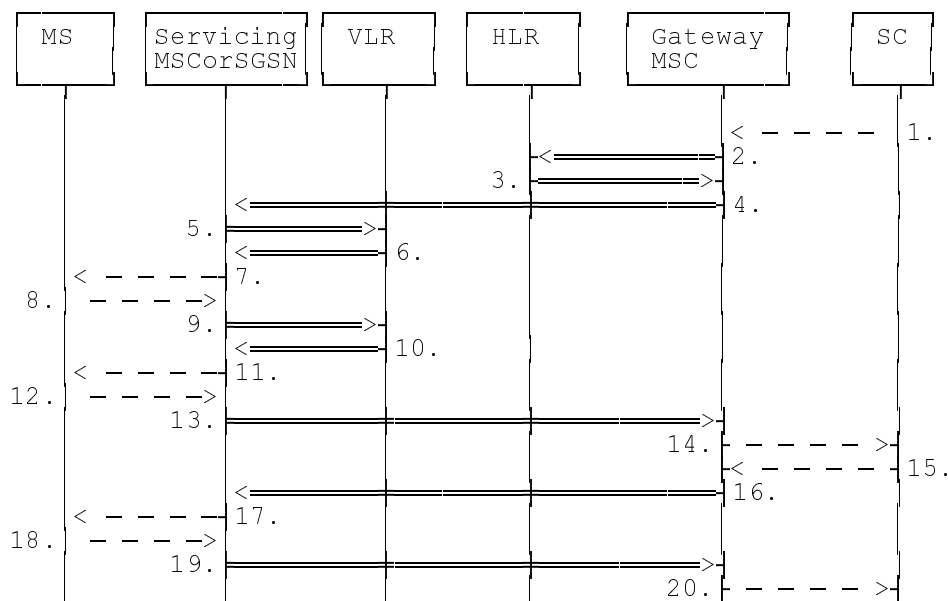 MS
Servicing
MSCorSGSN
VLR
HLR
Gateway
MSC
SC
1.
2.
3.
4.
5.
6.
7.
8.
9.
10.
11.
12.
13.
14.
15.
16.
17.
18.
19.
20.